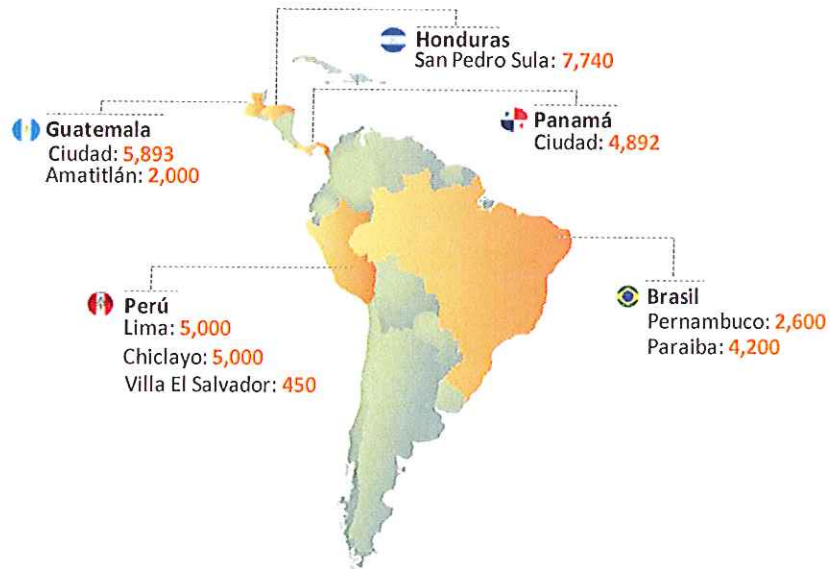 Honduras
San Pedro Sula: 7,740
Guatemala
Ciudad: 5,893
Amatitlán: 2,000
Panamá
Ciudad: 4,892
Perú
Lima: 5,000
Chiclayo: 5,000
Villa El Salvador: 450
Brasil
Pernambuco: 2,600
Paraiba: 4,200